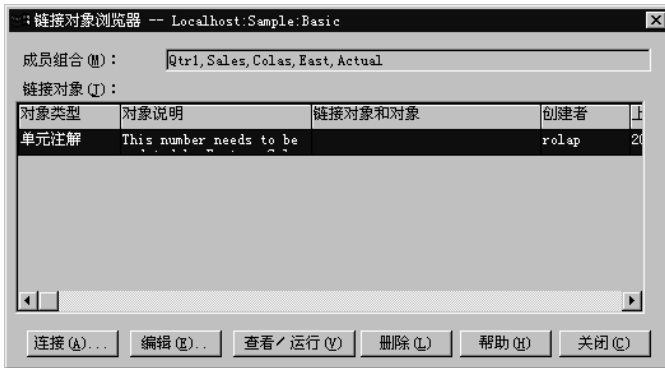 链接对象浏览器 -- Localhost:Sample:Basic
成员组合(M):
Qtr1,Sales,Colas,East,Actual
链接对象(I):
对象类型 对象说明 链接对象和对象 创建者
单元注解 This number needs to be rolap 20
连接(A)... 编辑(E).. 查看/运行(V) 删除(L) 帮助(H) 关闭(C)